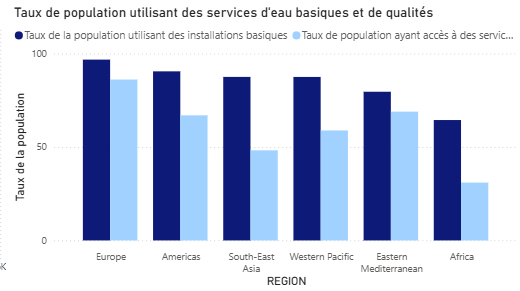 Taux de population utilisant des services d'eau basiques et de qualités
Taux de la population utilisant des installations basiques Taux de population ayant accès à des servic...
100
50
0
Taux de la population
Europe
Americas
South-East
Asia
Western Pacific
Eastern
Mediterranean
Africa
REGION
K